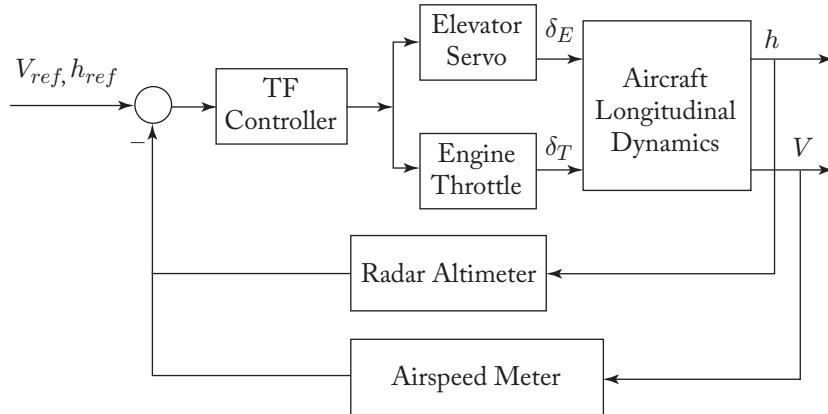 Elevator
Servo
δ_E
h
V_ref, h_ref
TF
Controller
Aircraft
Longitudinal
Dynamics
−
Engine
Throttle
δ_T
V
Radar Altimeter
Airspeed Meter